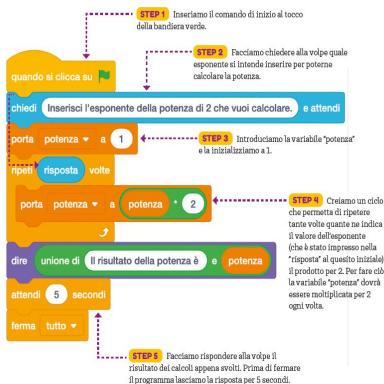 STEP 1 Inseriamo il comando di inizio al tocco
della bandiera verde.
STEP 2 Facciamo chiedere alla volpe quale
esponente si intende inserire per poterne
calcolare la potenza.
quando si clicca su
chiedi Inserisci l'esponente della potenza di 2 che vuoi calcolare. e attendi
porta potenza a 1
STEP 3 Introduciamo la variabile "potenza"
e la inizializziamo a 1.
ripeti risposta volte
porta potenza a potenza * 2
STEP 4 Creiamo un ciclo
che permetta di ripetere
tante volte quante ne indica
il valore dell'esponente
(che è stato impresso nella
"risposta" al quesito iniziale)
il prodotto per 2. Per fare ciò
la variabile "potenza" dovrà
essere moltiplicata per 2
ogni volta.
dire unione di Il risultato della potenza è e potenza
attendi 5 secondi
ferma tutto
STEP 5 Facciamo rispondere alla volpe il
risultato dei calcoli appena svolti. Prima di fermare
il programma lasciamo la risposta per 5 secondi.